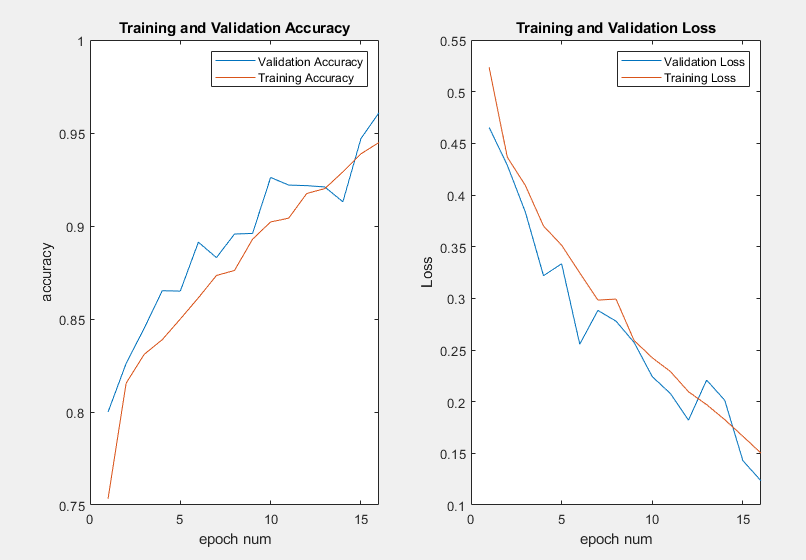 Training and Validation Accuracy
Validation Accuracy
Training Accuracy
1
0.95
0.9
0.85
0.8
0.75
accuracy
0
5
10
15
epoch num
Training and Validation Loss
Validation Loss
Training Loss
0.55
0.5
0.45
0.4
0.35
0.3
0.25
0.2
0.15
0.1
Loss
0
5
10
15
epoch num